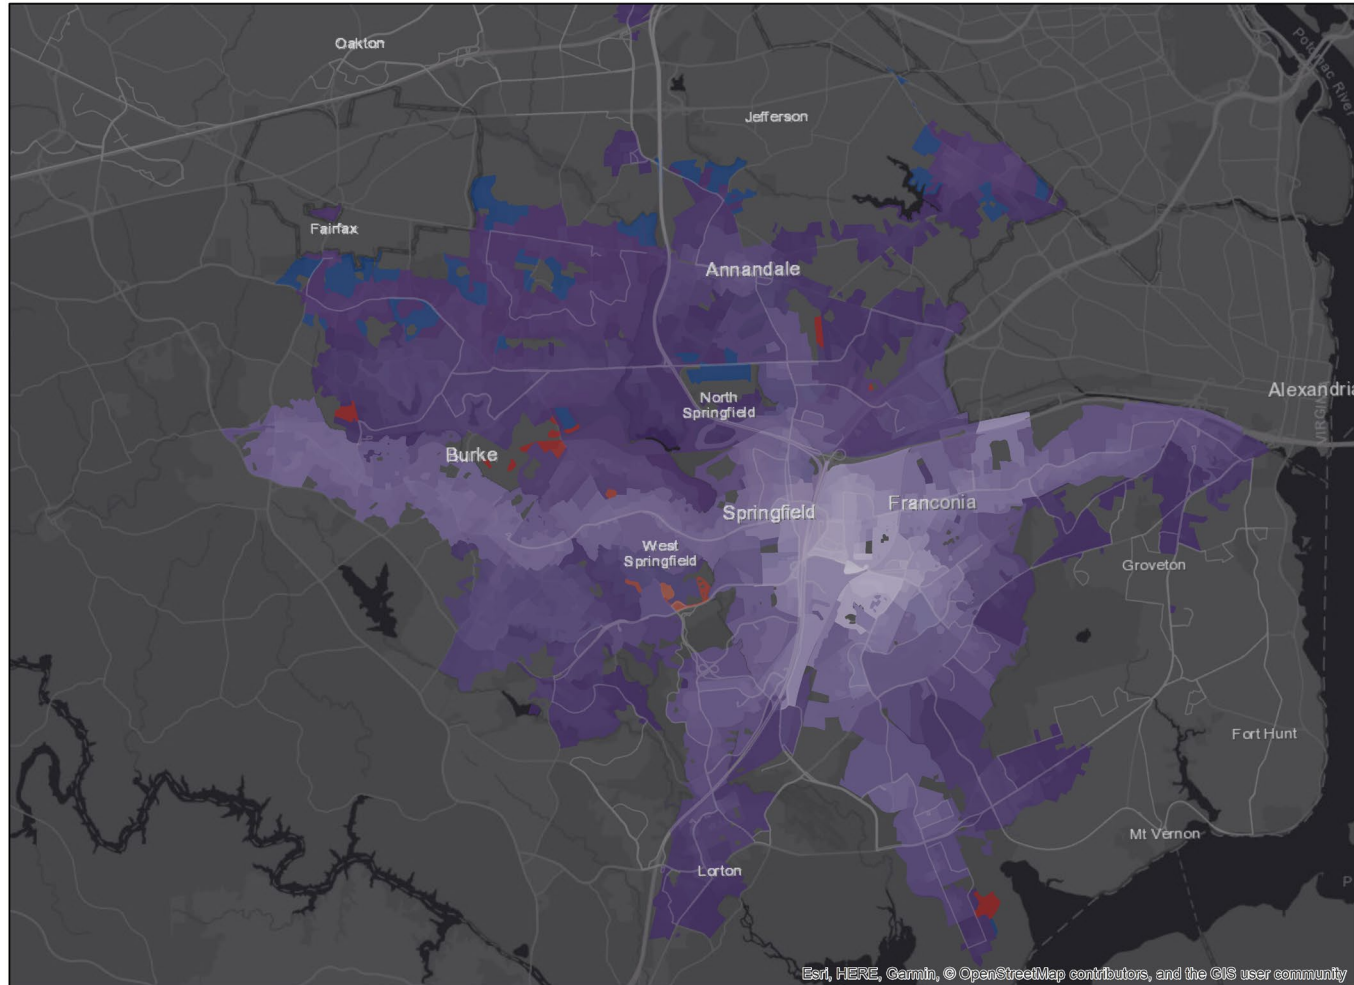 Oakton
Potomac River
Jefferson
Fairfax
Annandale
Alexandria
VIRGINI
North
Springfield
Burke
Springfield
Franconia
West
Springfield
Groveton
Fort Hunt
Mt Vernon
Lorton
P
Esri, HERE, Garmin, © OpenStreetMap contributors, and the GIS user community